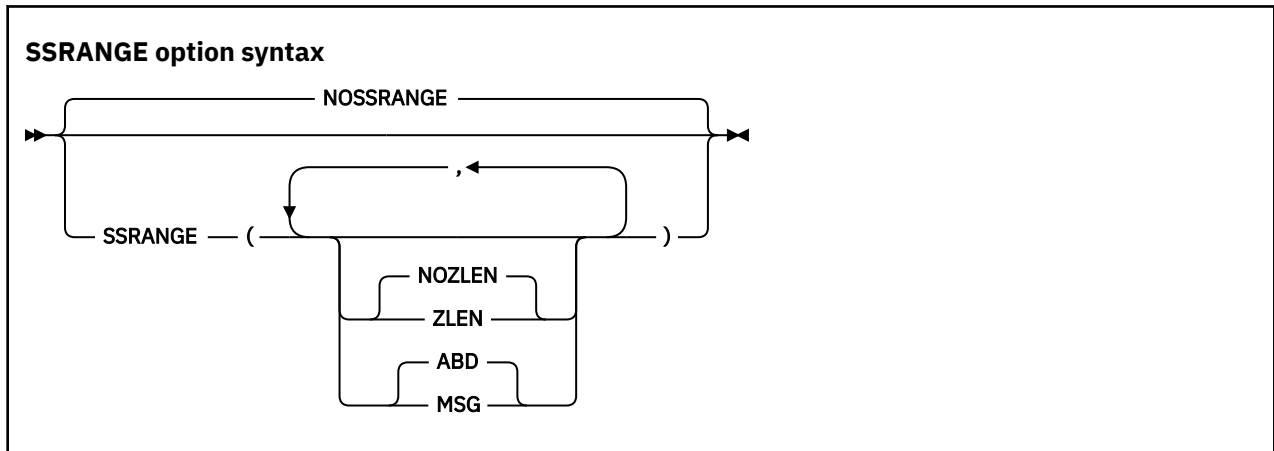 SSRANGE option syntax
NOSSRANGE
,
SSRANGE ( )
NOZLEN
ZLEN
ABD
MSG